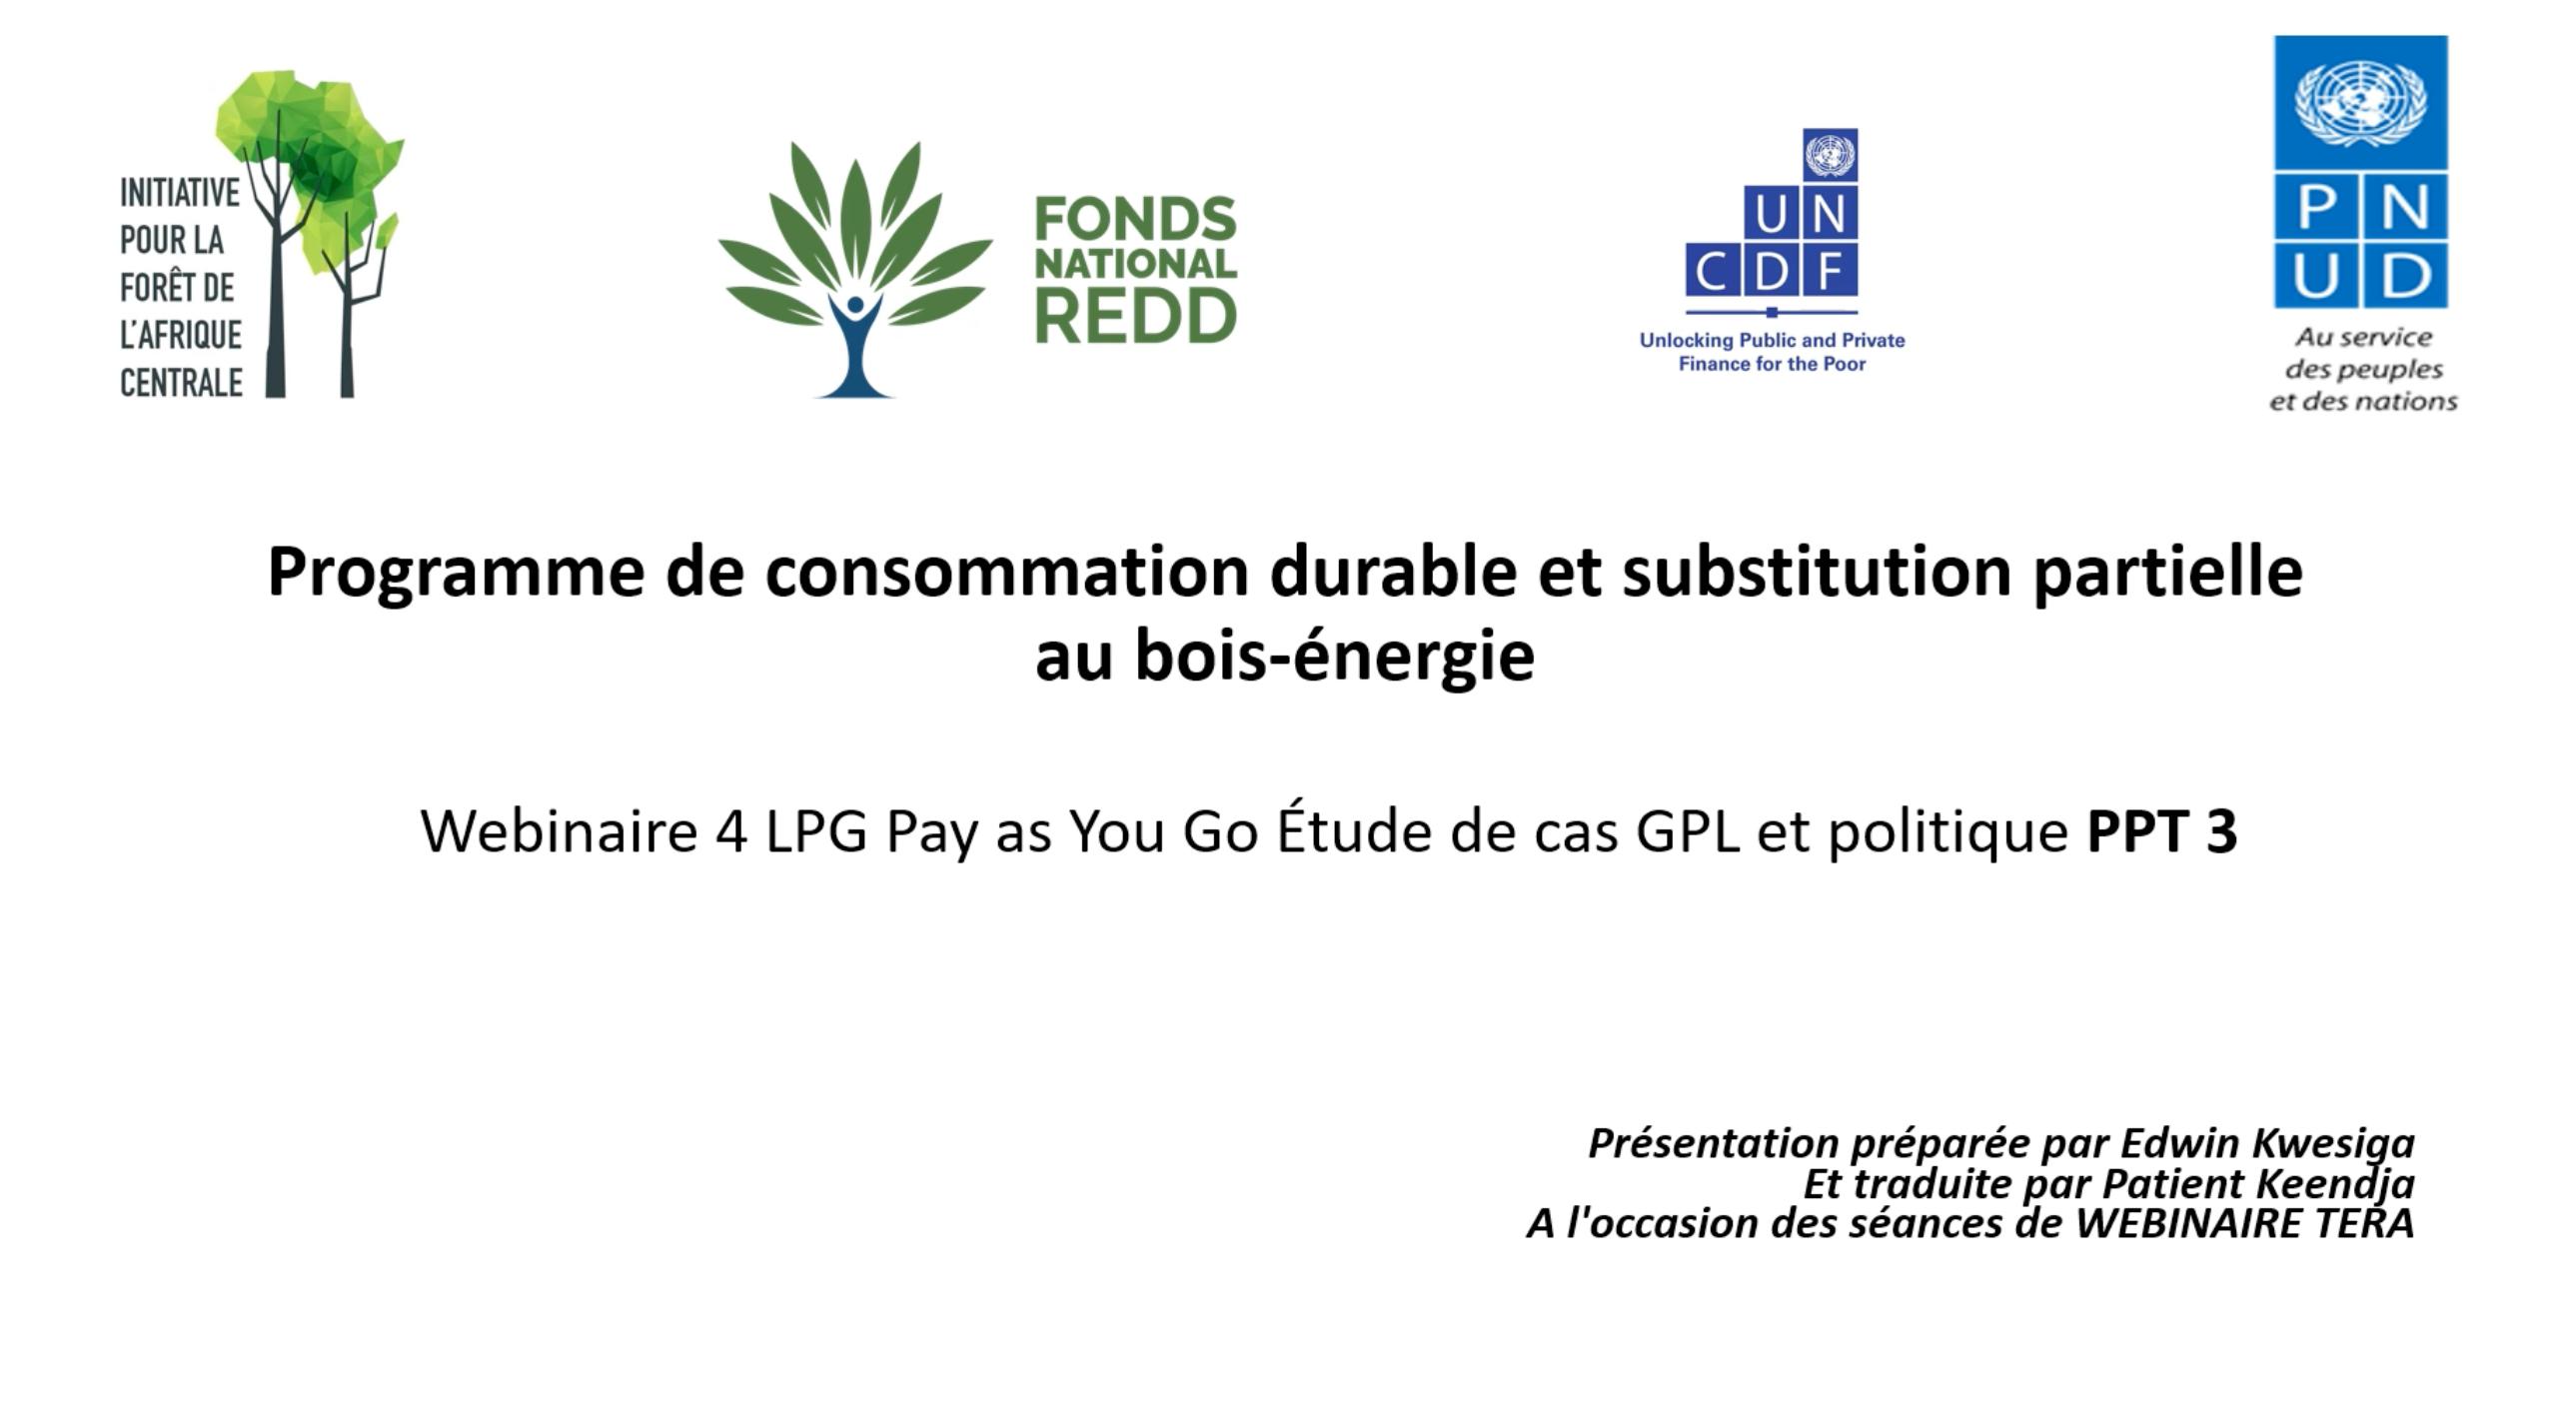 INITIATIVE
POUR LA
FORÊT DE
L'AFRIQUE
CENTRALE
FONDS
NATIONAL
REDD
UN
CDF
Unlocking Public and Private
Finance for the Poor
PN
UD
Au service
des peuples
et des nations
Programme de consommation durable et substitution partielle
au bois-énergie
Webinaire 4 LPG Pay as You Go Étude de cas GPL et politique PPT 3
Présentation préparée par Edwin Kwesiga
Et traduite par Patient Keendja
A l'occasion des séances de WEBINAIRE TERA